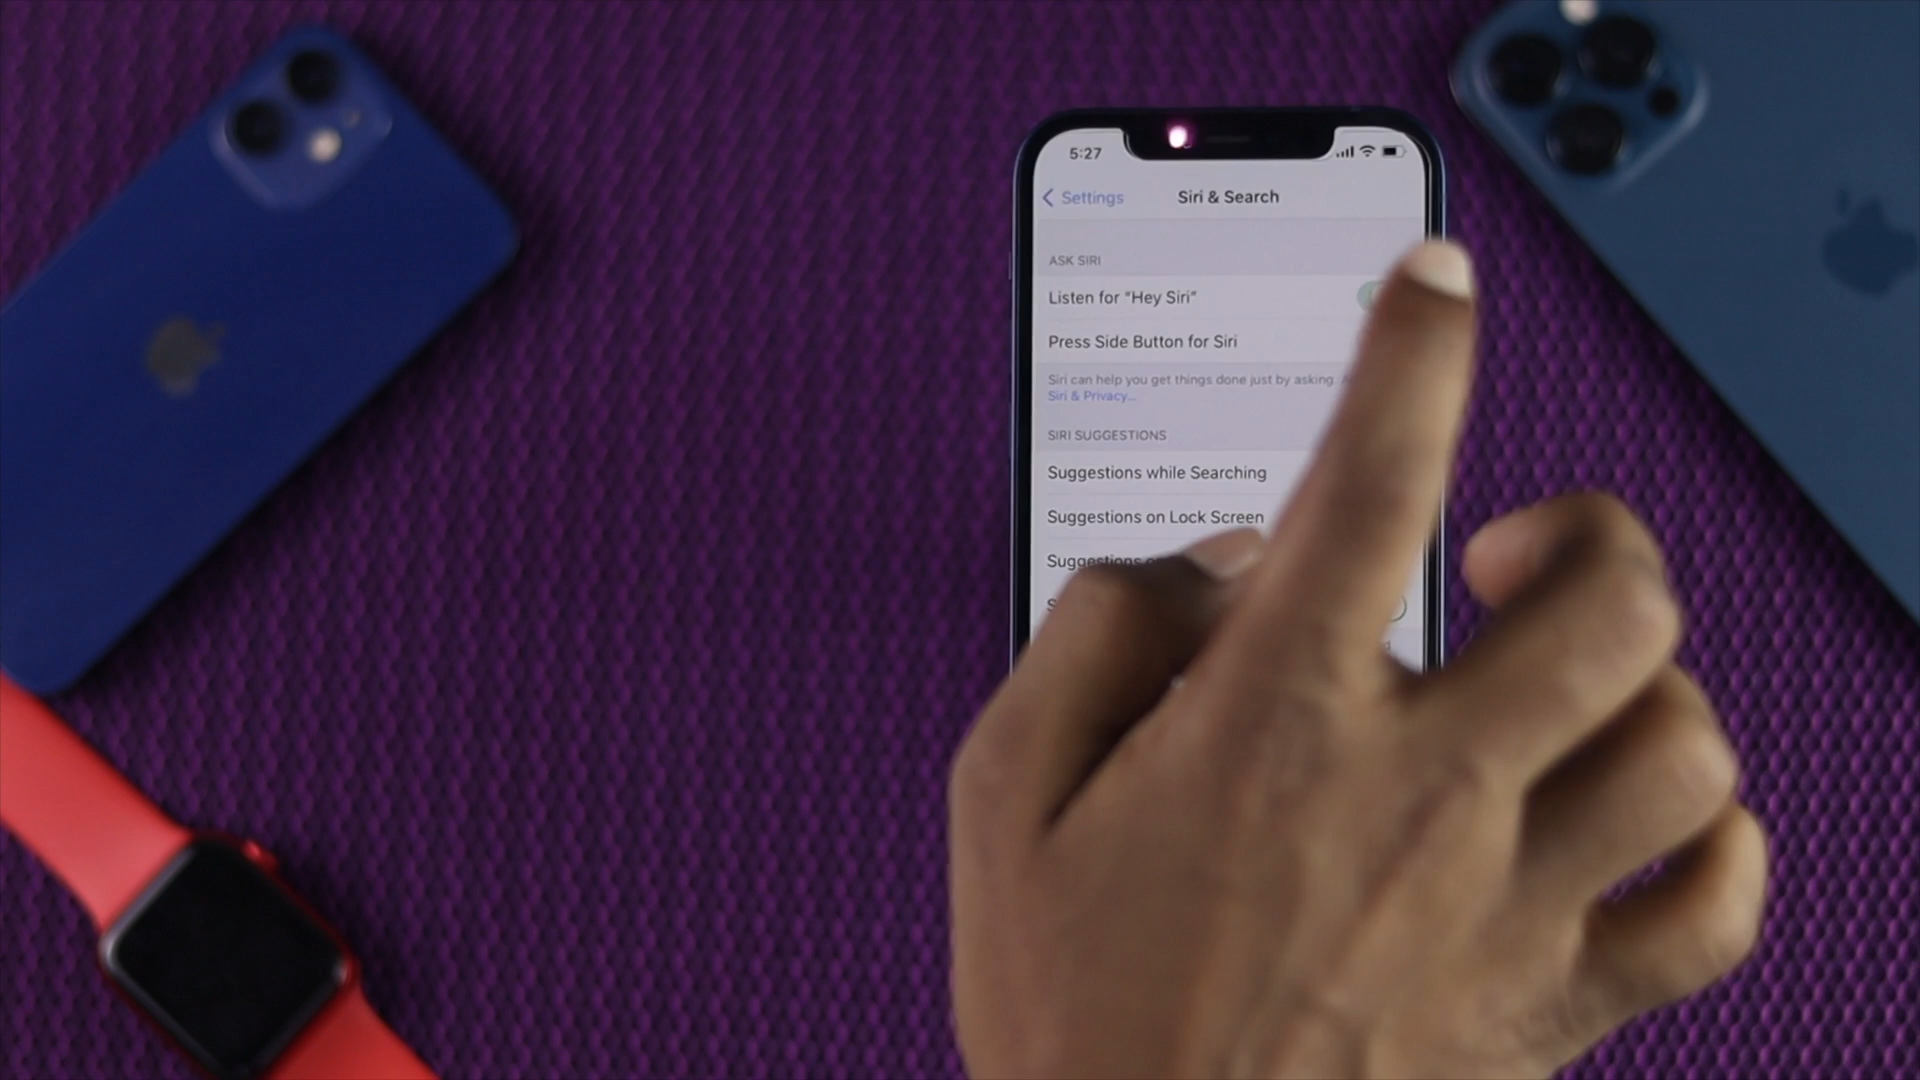 5:27
Settings
Siri & Search
ASK SIRI
Listen for “Hey Siri”
Press Side Button for Siri
Siri can help you get things done just by asking.
Siri & Privacy...
SIRI SUGGESTIONS
Suggestions while Searching
Suggestions on Lock Screen
Suggestions